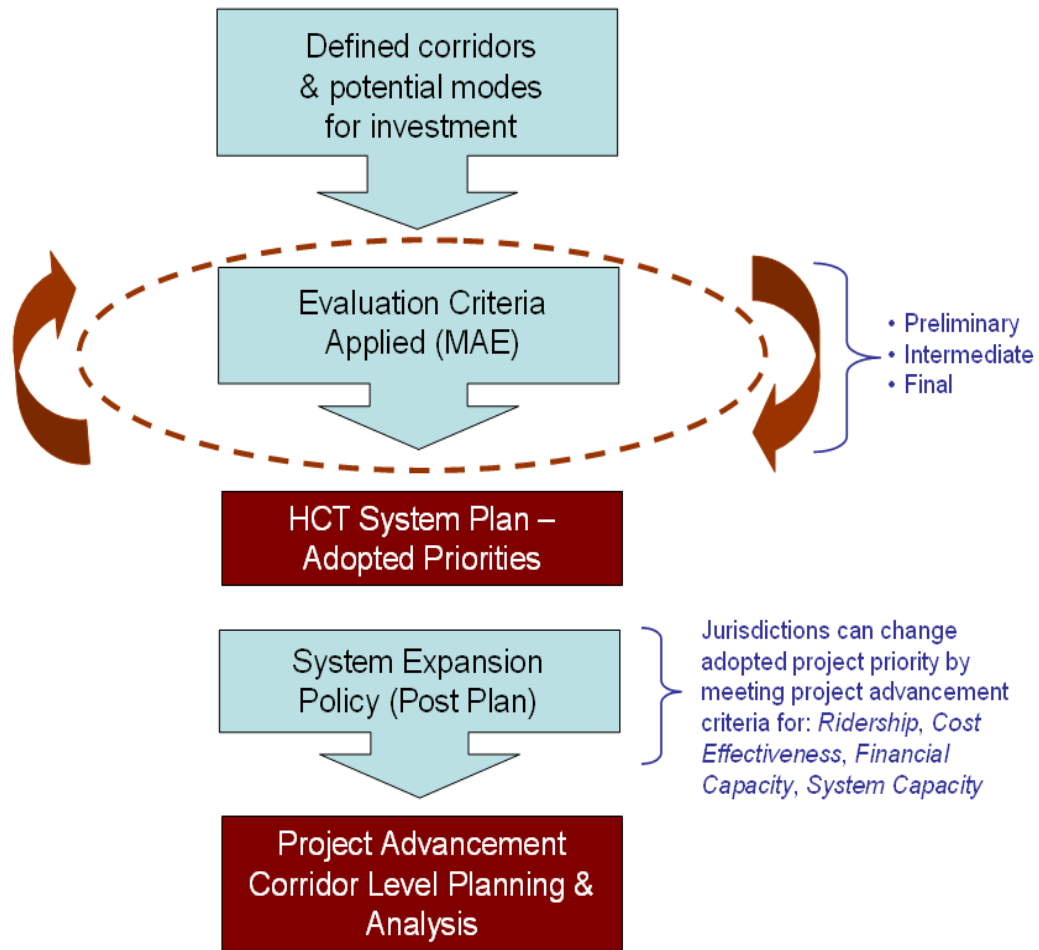 Defined corridors
& potential modes
for investment
Evaluation Criteria
Applied (MAE)
• Preliminary
• Intermediate
• Final
HCT System Plan –
Adopted Priorities
System Expansion
Policy (Post Plan)
Jurisdictions can change
adopted project priority by
meeting project advancement
criteria for: Ridership, Cost
Effectiveness, Financial
Capacity, System Capacity
Project Advancement
Corridor Level Planning &
Analysis